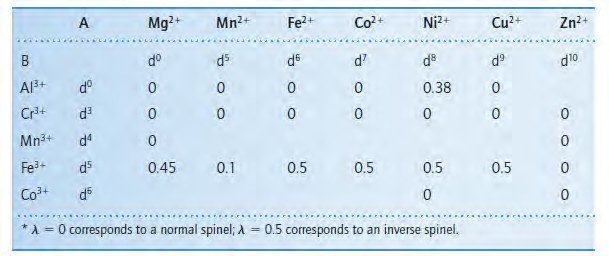 A Mg²⁺ Mn²⁺ Fe²⁺ Co²⁺ Ni²⁺ Cu²⁺ Zn²⁺
B d⁰ d⁵ d⁶ d⁷ d⁸ d⁹ d¹⁰
Al³⁺ d⁰ 0 0 0 0 0.38 0
Cr³⁺ d³ 0 0 0 0 0 0 0
Mn³⁺ d⁴ 0 0
Fe³⁺ d⁵ 0.45 0.1 0.5 0.5 0.5 0.5 0
Co³⁺ d⁶ 0 0
* λ = 0 corresponds to a normal spinel; λ = 0.5 corresponds to an inverse spinel.